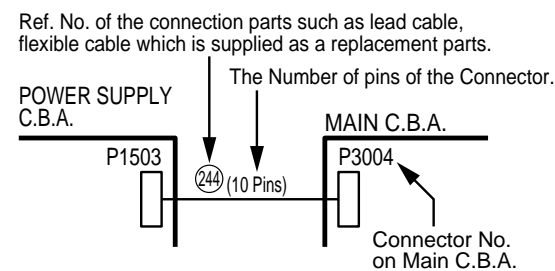 Ref. No. of the connection parts such as lead cable,
flexible cable which is supplied as a replacement parts.
The Number of pins of the Connector.
POWER SUPPLY
C.B.A.
MAIN C.B.A.
P1503
244 (10 Pins)
P3004
Connector No.
on Main C.B.A.